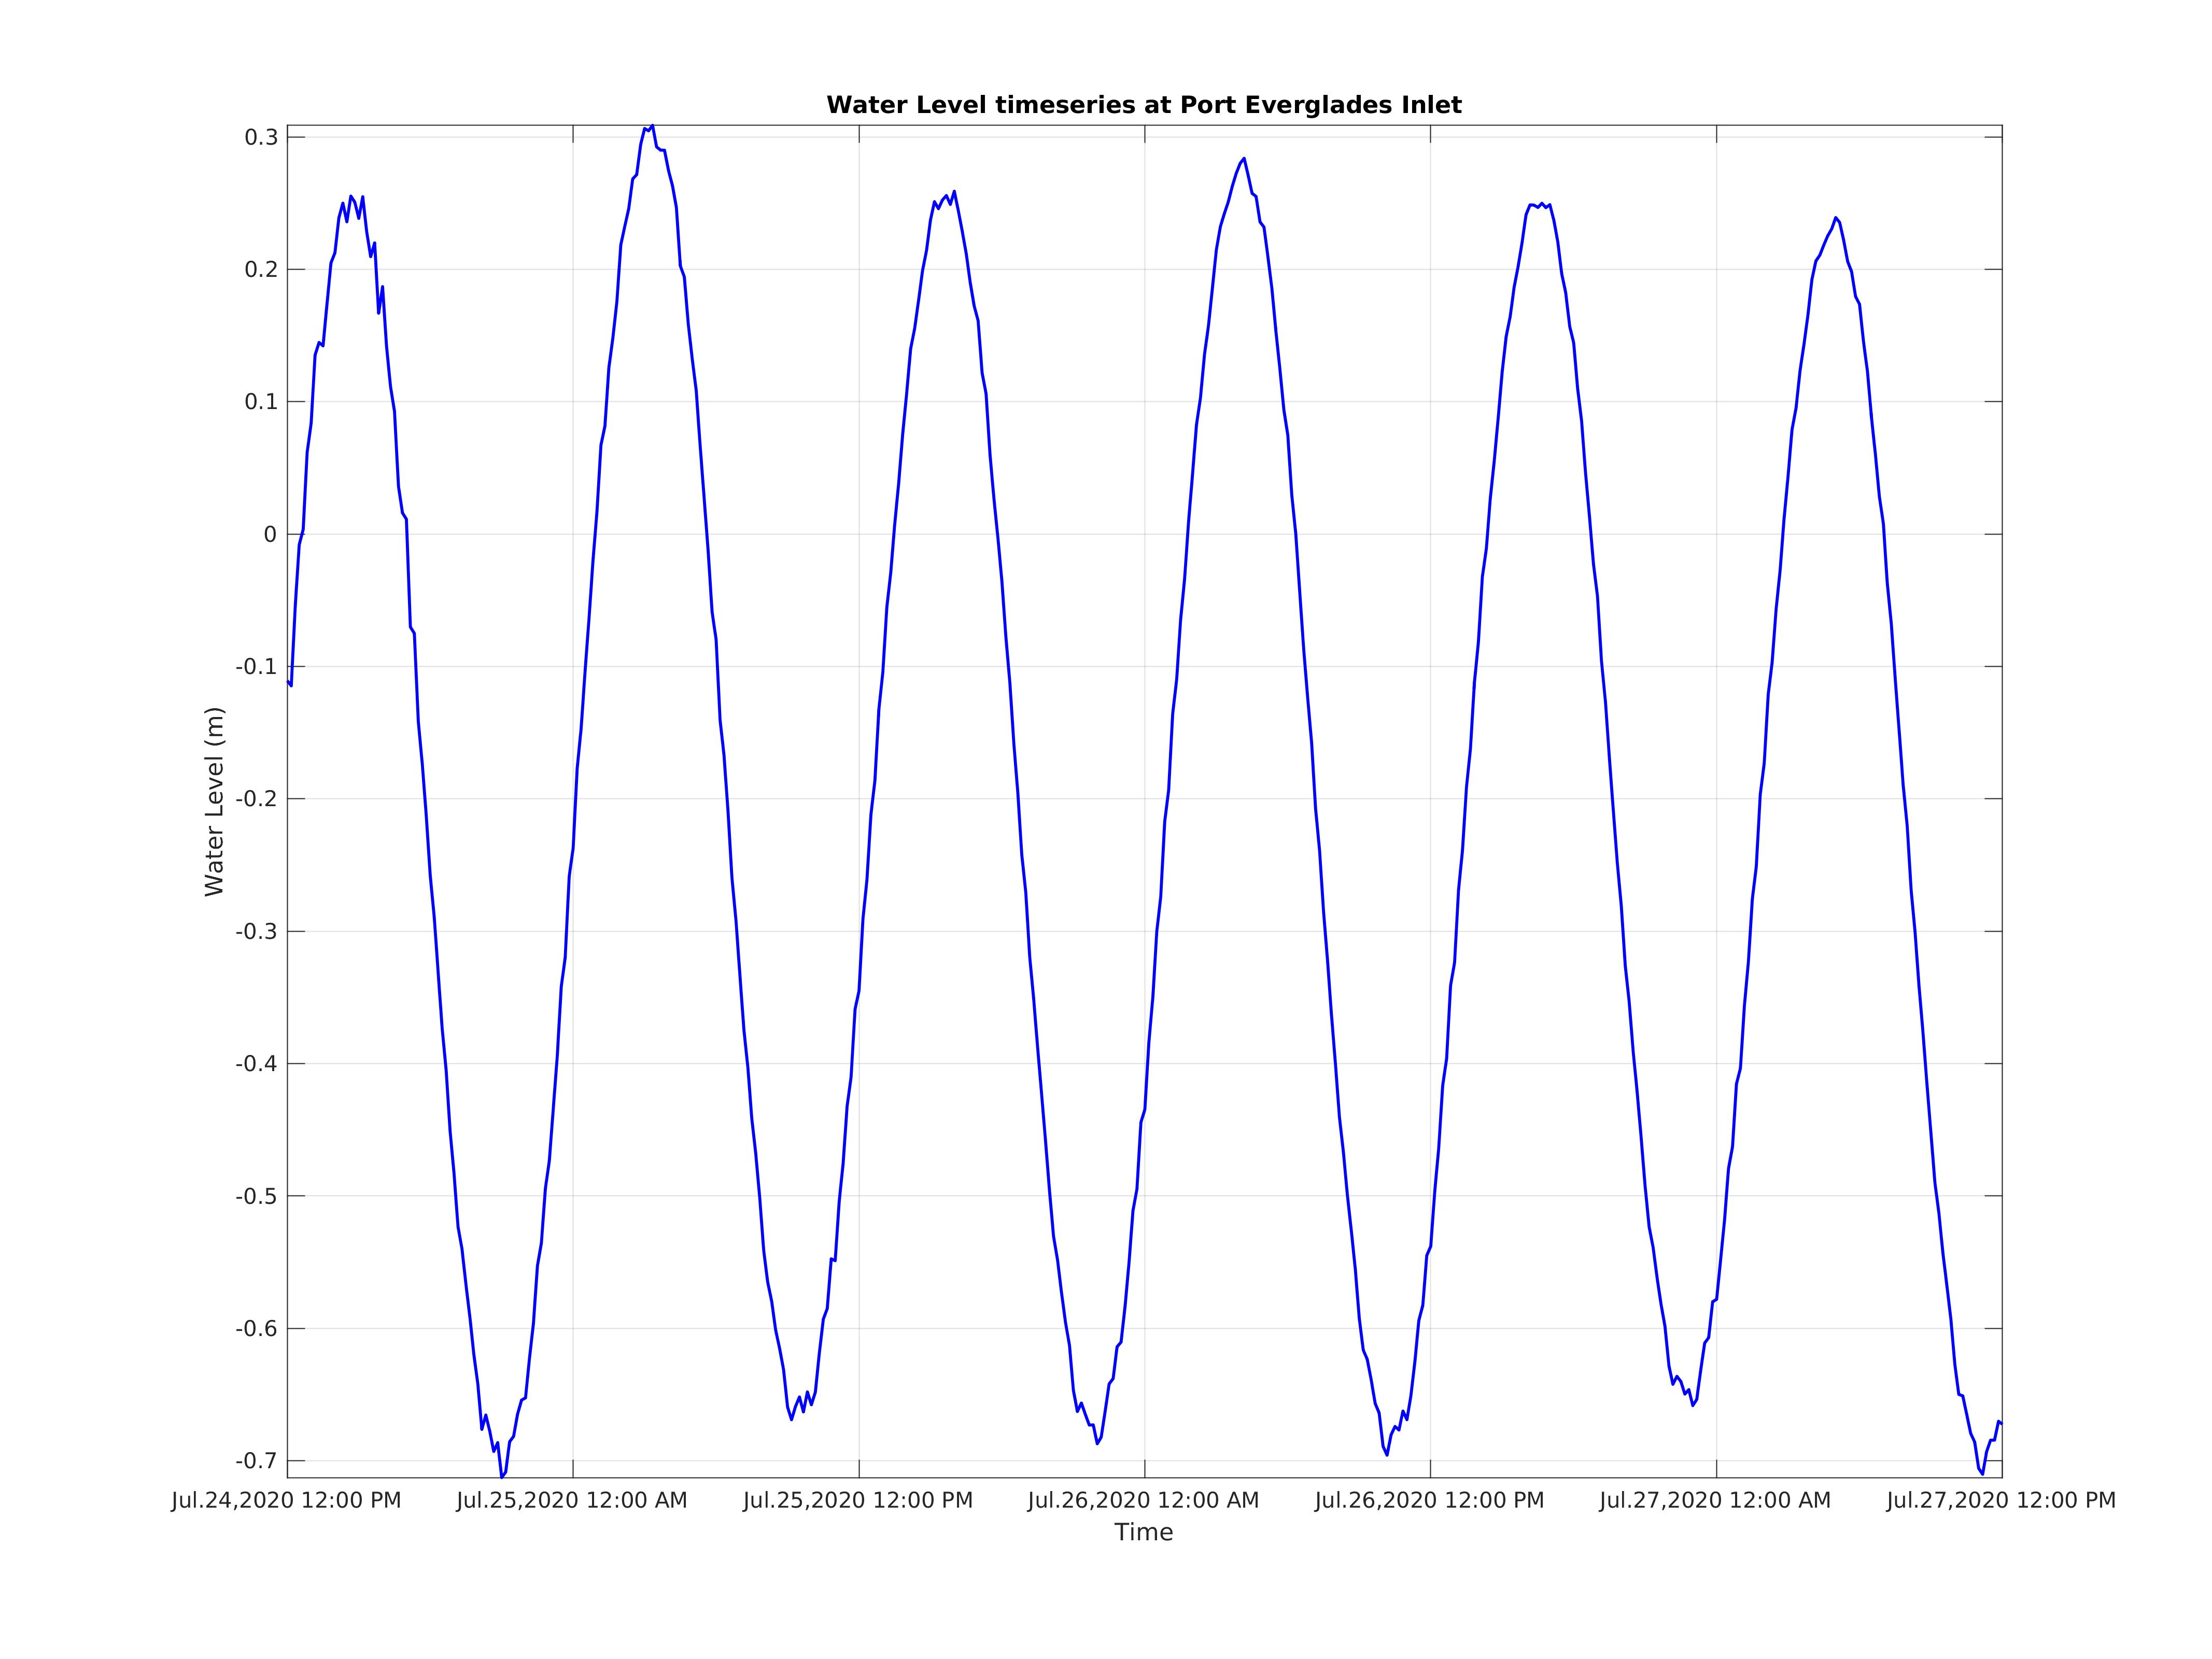 Water Level timeseries at Port Everglades Inlet
0.3
0.2
0.1
0
-0.1
-0.2
-0.3
-0.4
-0.5
-0.6
-0.7
Water Level (m)
Jul.24,2020 12:00 PM
Jul.25,2020 12:00 AM
Jul.25,2020 12:00 PM
Jul.26,2020 12:00 AM
Jul.26,2020 12:00 PM
Jul.27,2020 12:00 AM
Jul.27,2020 12:00 PM
Time